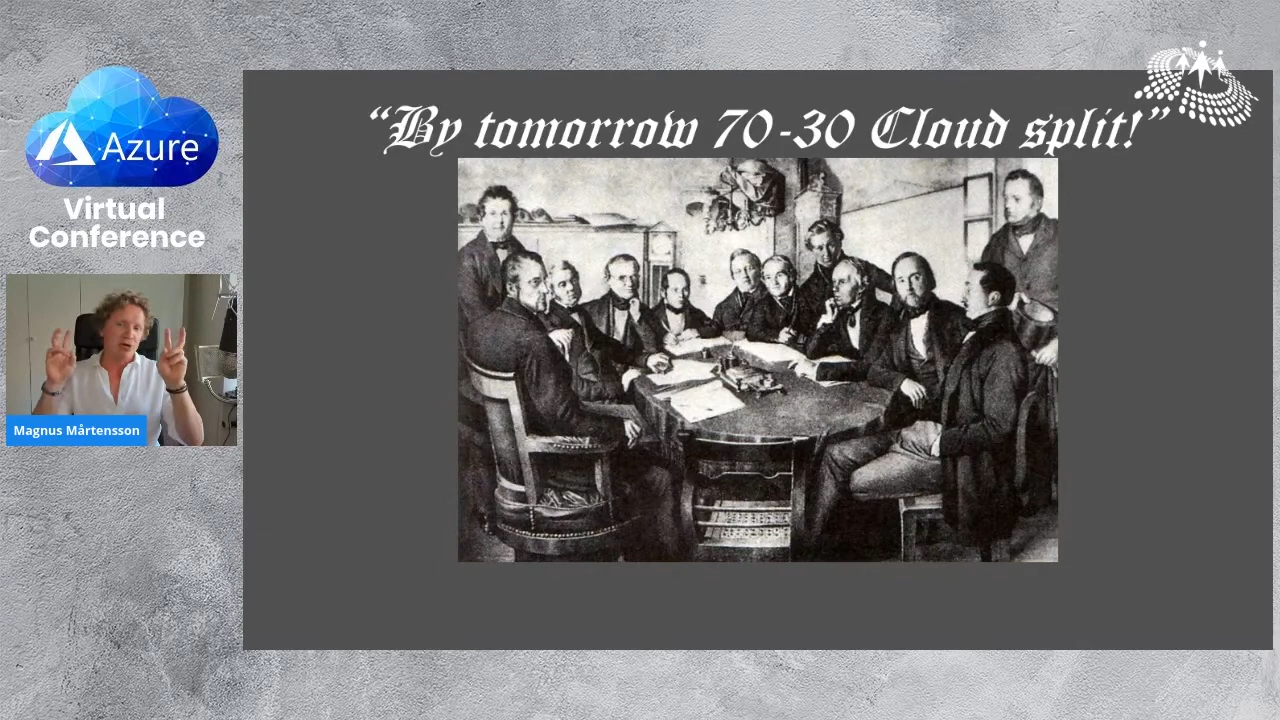 Azure
Virtual
Conference
Magnus Mårtensson
“By tomorrow 70-30 Cloud split!”